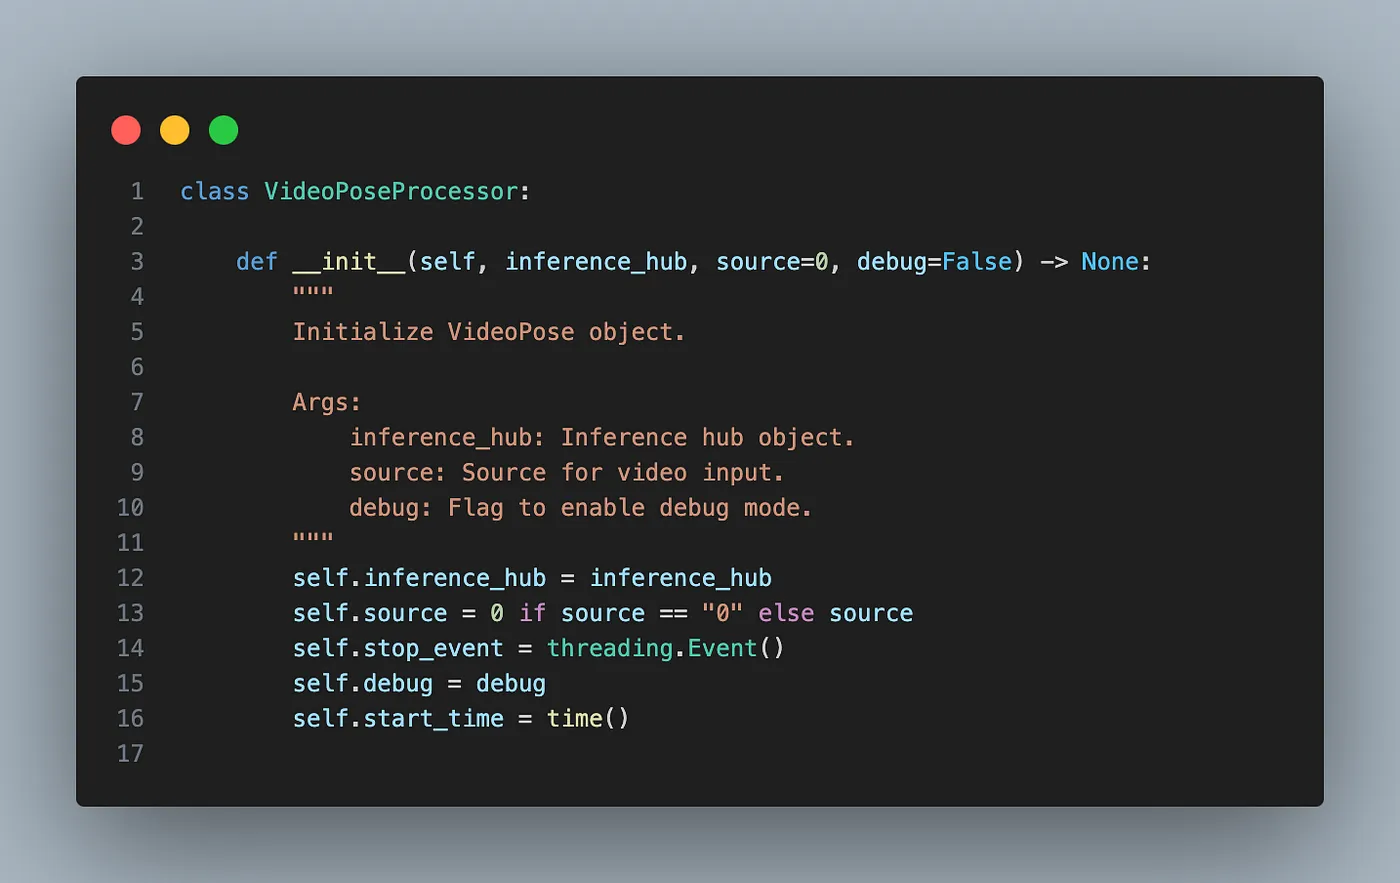 1 class VideoPoseProcessor:
2
3     def __init__(self, inference_hub, source=0, debug=False) -> None:
4         """
5         Initialize VideoPose object.
6
7         Args:
8             inference_hub: Inference hub object.
9             source: Source for video input.
10             debug: Flag to enable debug mode.
11         """
12         self.inference_hub = inference_hub
13         self.source = 0 if source == "0" else source
14         self.stop_event = threading.Event()
15         self.debug = debug
16         self.start_time = time()
17